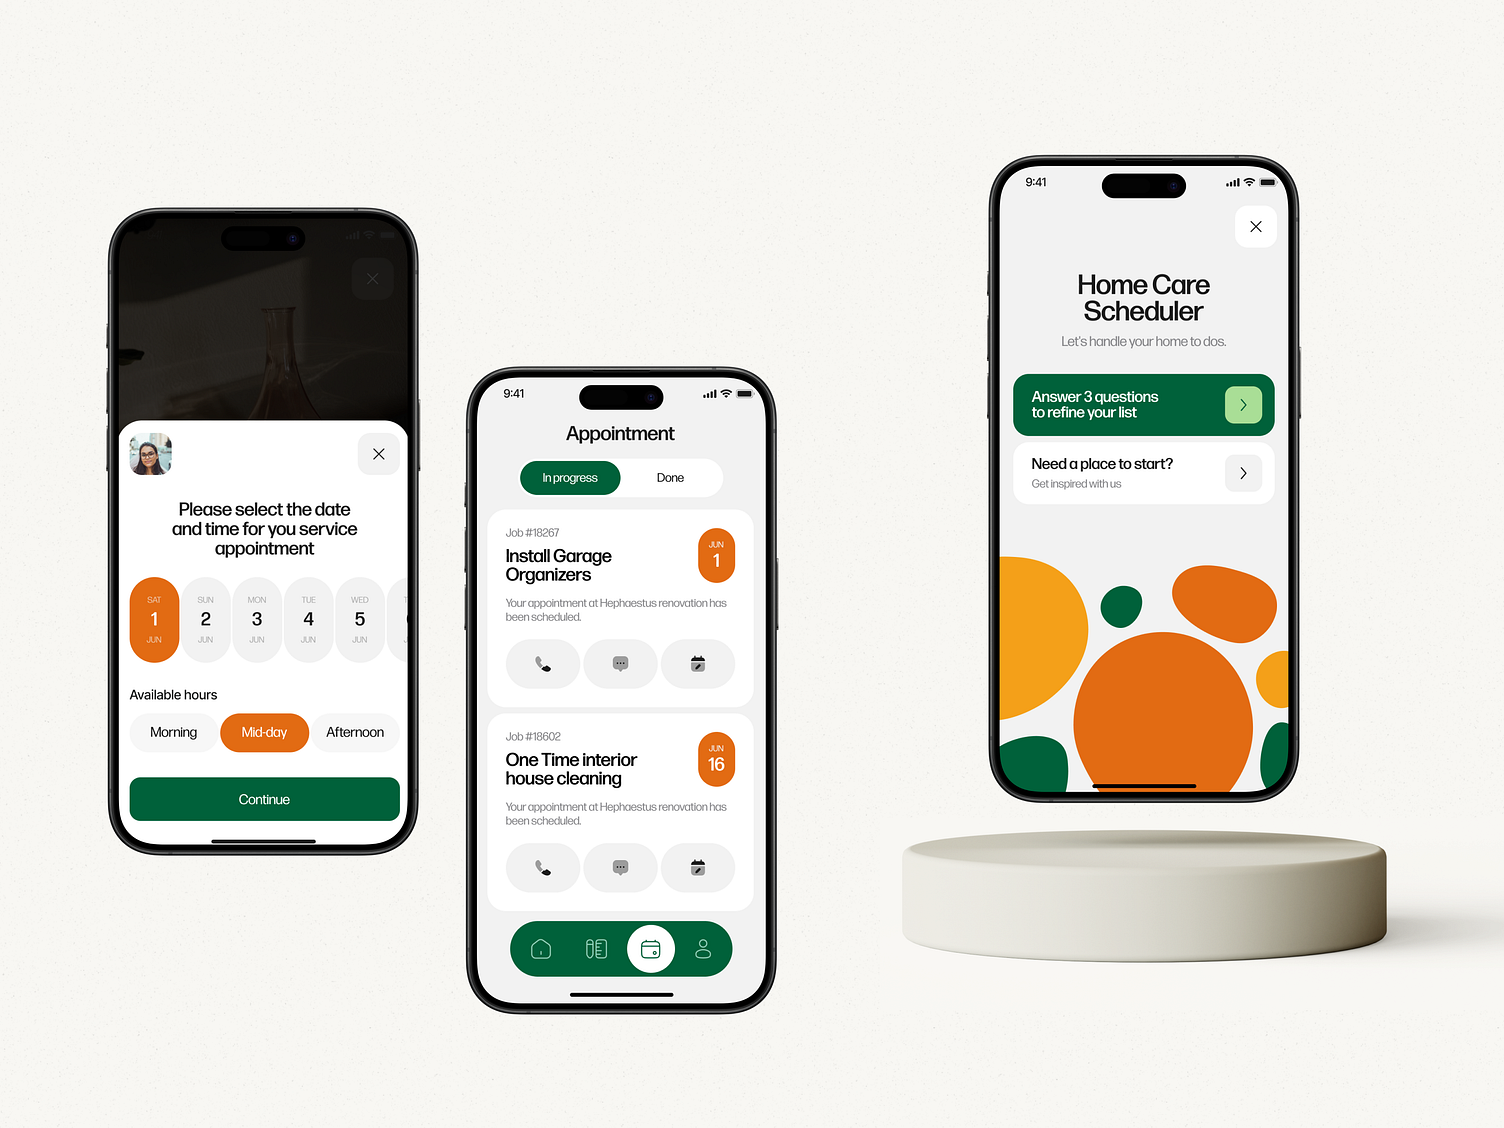 Please select the date
and time for you service
appointment
SAT
1
JUN
SUN
2
JUN
MON
3
JUN
TUE
4
JUN
WED
5
JUN
Available hours
Morning
Mid-day
Afternoon
Continue
9:41
Appointment
In progress
Done
Job #18267
Install Garage
Organizers
JUN
1
Your appointment at Hephaestus renovation has
been scheduled.
Job #18602
One Time interior
house cleaning
JUN
16
Your appointment at Hephaestus renovation has
been scheduled.
9:41
Home Care
Scheduler
Let's handle your home to dos.
Answer 3 questions
to refine your list
Need a place to start?
Get inspired with us